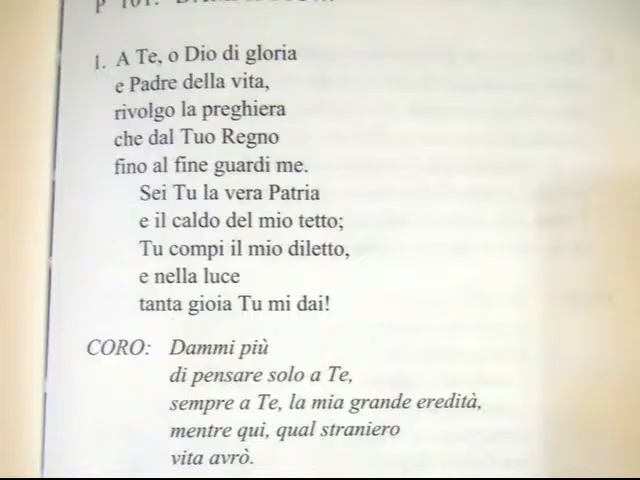 1. A Te, o Dio di gloria
e Padre della vita,
rivolgo la preghiera
che dal Tuo Regno
fino al fine guardi me.
Sei Tu la vera Patria
e il caldo del mio tetto;
Tu compi il mio diletto,
e nella luce
tanta gioia Tu mi dai!
CORO: Dammi più
di pensare solo a Te,
sempre a Te, la mia grande eredità,
mentre qui, qual straniero
vita avrò.